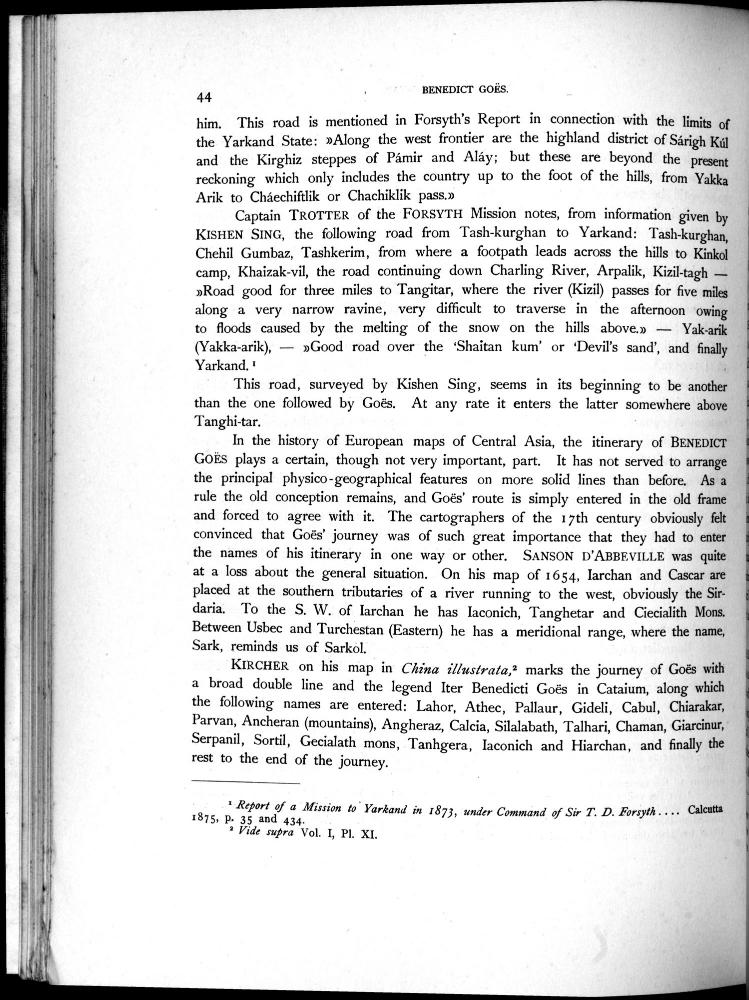 44
BENEDICT GOËS.
him. This road is mentioned in Forsyth's Report in connection with the limits of
the Yarkand State: »Along the west frontier are the highland district of Sárigh Kúl
and the Kirghiz steppes of Pámir and Aláy; but these are beyond the present
reckoning which only includes the country up to the foot of the hills, from Yakka
Arik to Cháechiftlik or Chachiklik pass.»
Captain TROTTER of the FORSYTH Mission notes, from information given by
KISHEN SING, the following road from Tash-kurghan to Yarkand: Tash-kurghan,
Chehil Gumbaz, Tashkerim, from where a footpath leads across the hills to Kinkol
camp, Khaizak-vil, the road continuing down Charling River, Arpalik, Kizil-tagh —
»Road good for three miles to Tangitar, where the river (Kizil) passes for five miles
along a very narrow ravine, very difficult to traverse in the afternoon owing
to floods caused by the melting of the snow on the hills above.» — Yak-arik
(Yakka-arik), — »Good road over the 'Shaitan kum' or 'Devil's sand', and finally
Yarkand. ¹
This road, surveyed by Kishen Sing, seems in its beginning to be another
than the one followed by Goës. At any rate it enters the latter somewhere above
Tanghi-tar.
In the history of European maps of Central Asia, the itinerary of BENEDICT
GOËS plays a certain, though not very important, part. It has not served to arrange
the principal physico-geographical features on more solid lines than before. As a
rule the old conception remains, and Goës' route is simply entered in the old frame
and forced to agree with it. The cartographers of the 17th century obviously felt
convinced that Goës' journey was of such great importance that they had to enter
the names of his itinerary in one way or other. SANSON D'ABBEVILLE was quite
at a loss about the general situation. On his map of 1654, Iarchan and Cascar are
placed at the southern tributaries of a river running to the west, obviously the Sir-
daria. To the S. W. of Iarchan he has Iaconich, Tanghetar and Ciecialith Mons.
Between Usbec and Turchestan (Eastern) he has a meridional range, where the name,
Sark, reminds us of Sarkol.
KIRCHER on his map in China illustrata,² marks the journey of Goës with
a broad double line and the legend Iter Benedicti Goës in Cataium, along which
the following names are entered: Lahor, Athec, Pallaur, Gideli, Cabul, Chiarakar,
Parvan, Ancheran (mountains), Angheraz, Calcia, Silalabath, Talhari, Chaman, Giarcinur,
Serpanil, Sortil, Gecialath mons, Tanhgera, Iaconich and Hiarchan, and finally the
rest to the end of the journey.
¹ Report of a Mission to Yarkand in 1873, under Command of Sir T. D. Forsyth.... Calcutta
1875, p. 35 and 434.
² Vide supra Vol. I, Pl. XI.